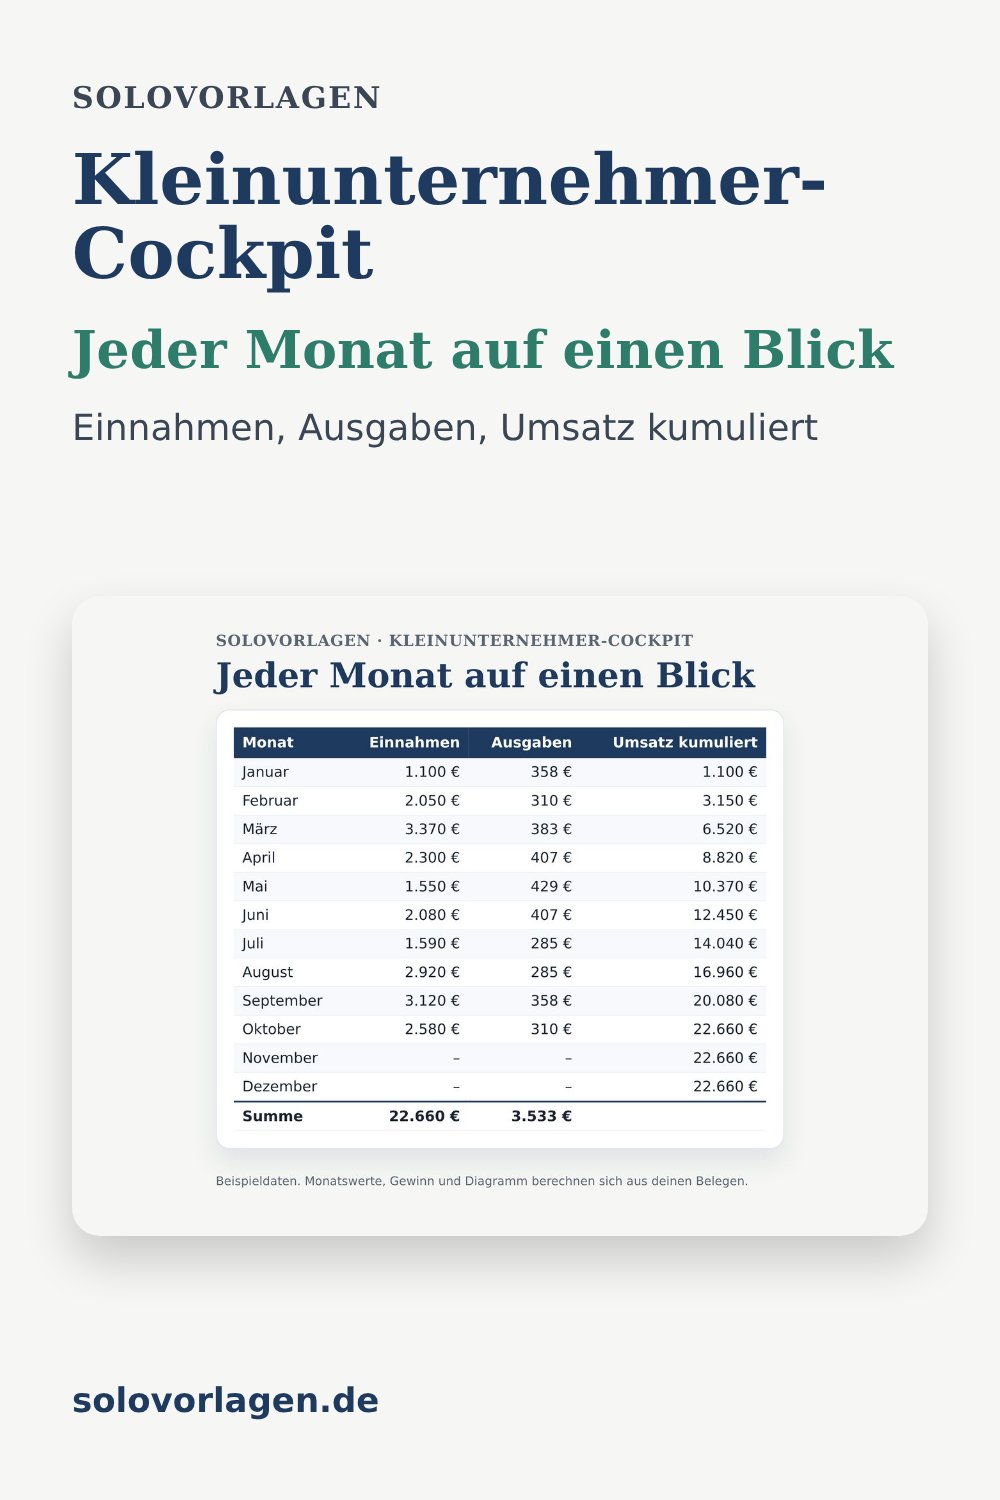 SOLOVORLAGEN
Kleinunternehmer-
Cockpit
Jeder Monat auf einen Blick
Einnahmen, Ausgaben, Umsatz kumuliert
SOLOVORLAGEN · KLEINUNTERNEHMER-COCKPIT
Jeder Monat auf einen Blick
Monat Einnahmen Ausgaben Umsatz kumuliert
Januar 1.100 € 358 € 1.100 €
Februar 2.050 € 310 € 3.150 €
März 3.370 € 383 € 6.520 €
April 2.300 € 407 € 8.820 €
Mai 1.550 € 429 € 10.370 €
Juni 2.080 € 407 € 12.450 €
Juli 1.590 € 285 € 14.040 €
August 2.920 € 285 € 16.960 €
September 3.120 € 358 € 20.080 €
Oktober 2.580 € 310 € 22.660 €
November – – 22.660 €
Dezember – – 22.660 €
Summe 22.660 € 3.533 €
Beispieldaten. Monatswerte, Gewinn und Diagramm berechnen sich aus deinen Belegen.
solovorlagen.de